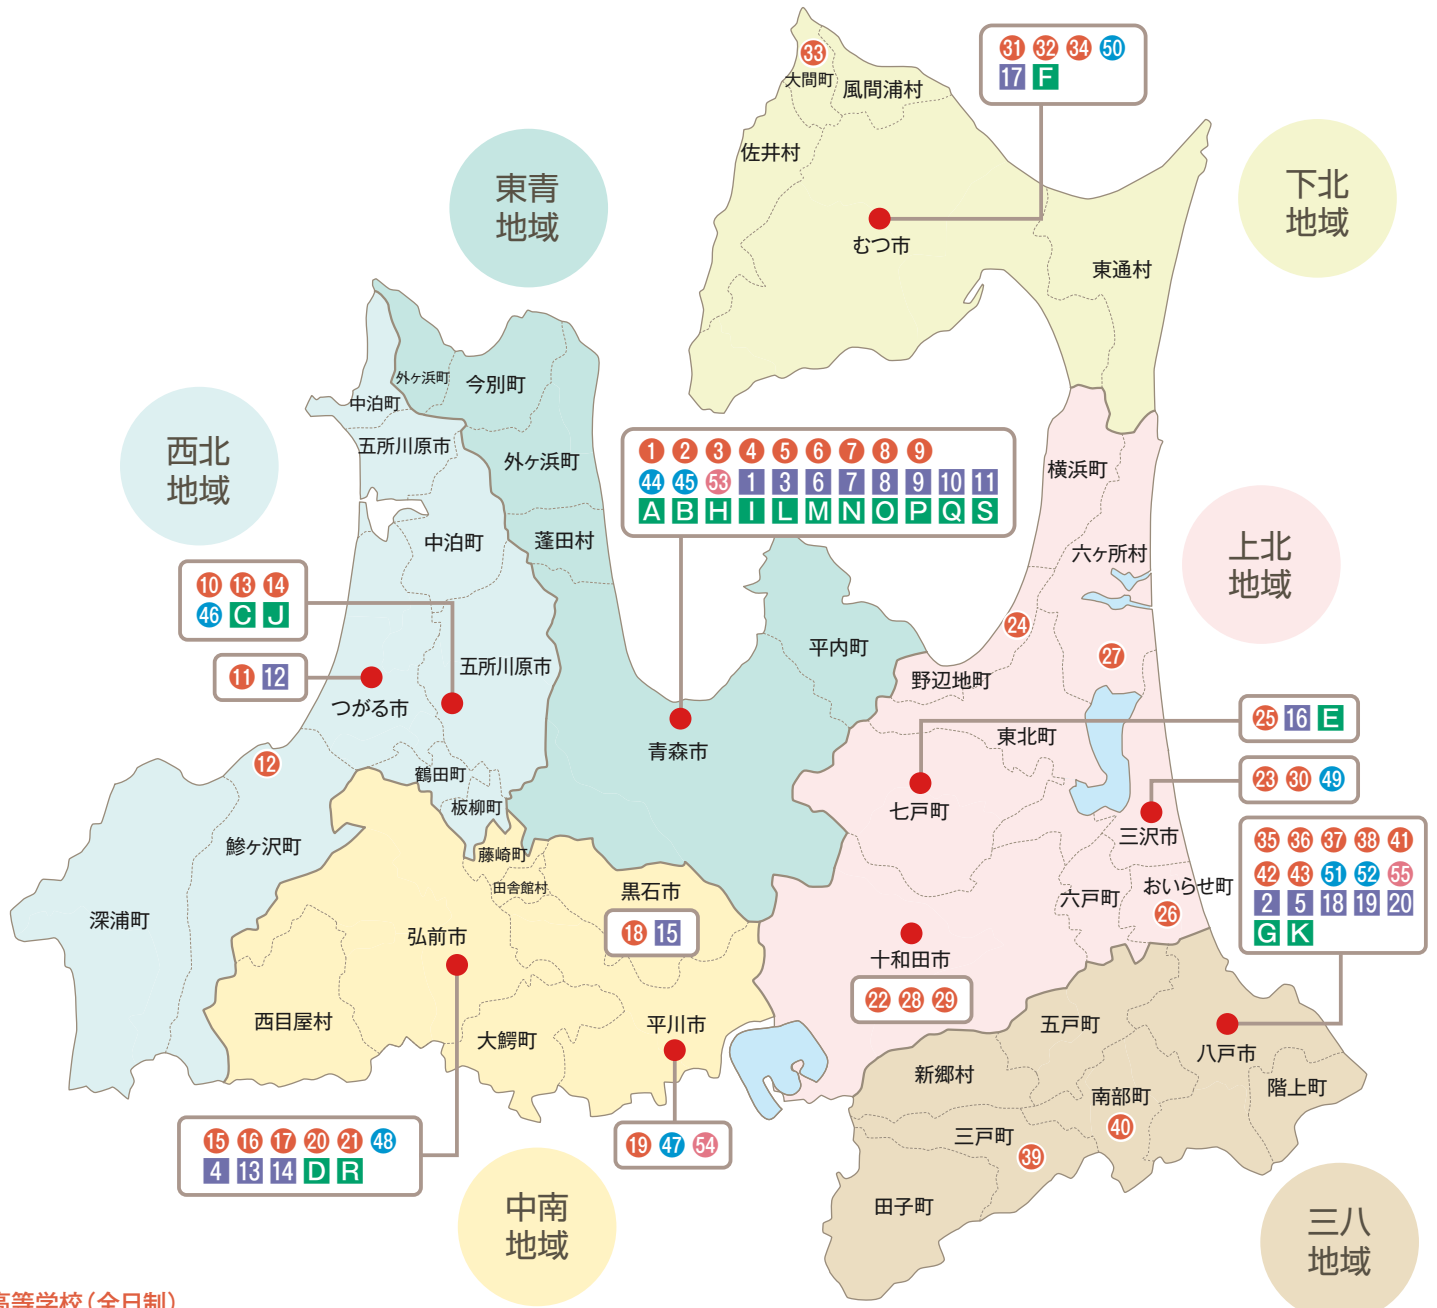 33
大間町
風間浦村
佐井村
むつ市
東通村
31 32 34 50
17 F
下北
地域
東青
地域
外ヶ浜町
今別町
中泊町
五所川原市
外ヶ浜町
中泊町
蓬田村
西北
地域
1 2 3 4 5 6 7 8 9
44 45 53 1 3 6 7 8 9 10 11
A B H I L M N O P Q S
横浜町
六ヶ所村
上北
地域
10 13 14
46 C J
11 12
つがる市
五所川原市
平内町
青森市
24
27
野辺地町
東北町
七戸町
三沢市
25 16 E
23 30 49
12
鶴田町
板柳町
鰺ヶ沢町
深浦町
藤崎町
田舎館村
黒石市
18 15
弘前市
西目屋村
大鰐町
平川市
六戸町
おいらせ町
26
十和田市
22 28 29
35 36 37 38 41
42 43 51 52 55
2 5 18 19 20
G K
五戸町
八戸市
新郷村
南部町
40
階上町
三戸町
39
田子町
15 16 17 20 21 48
4 13 14 D R
19 47 54
中南
地域
三八
地域
高等学校(全日制)